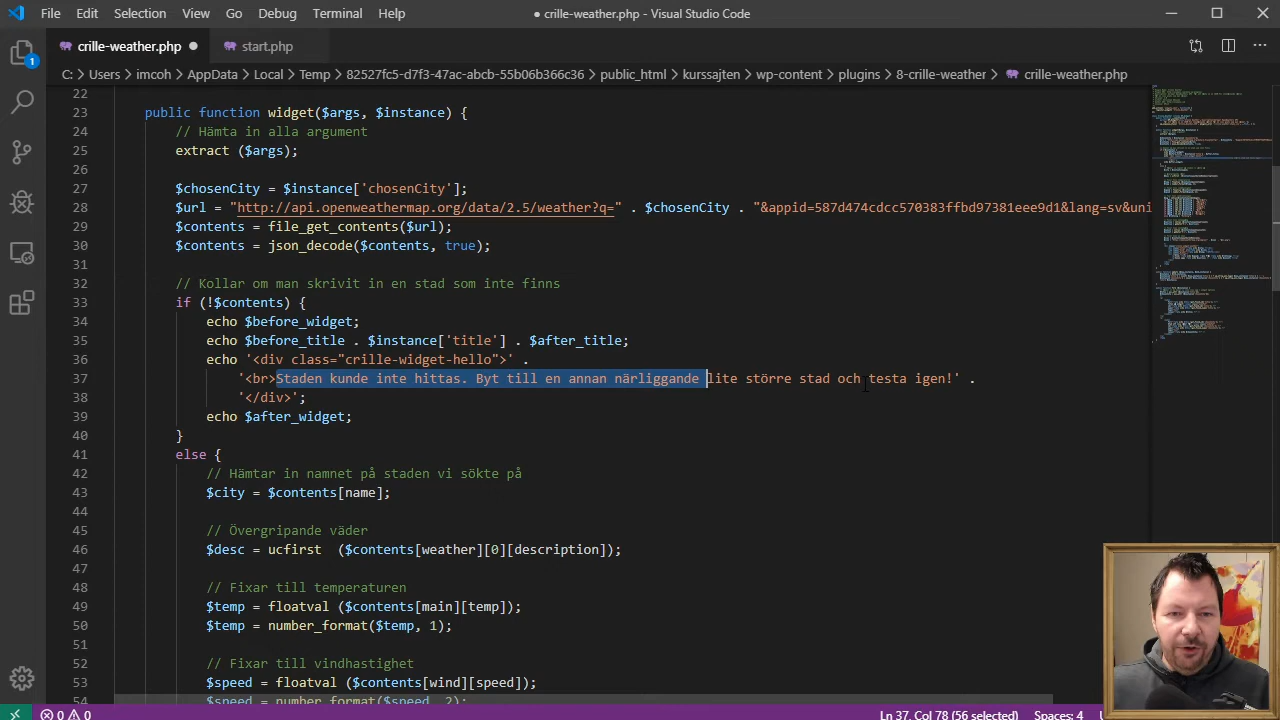 File Edit Selection View Go Debug Terminal Help ● crille-weather.php - Visual Studio Code
crille-weather.php ● start.php
C: > Users > imcoh > AppData > Local > Temp > 82527fc5-d7f3-47ac-abcb-55b06b366c36 > public_html > kurssajten > wp-content > plugins > 8-crille-weather > crille-weather.php
22
23 public function widget($args, $instance) {
24 // Hämta in alla argument
25 extract ($args);
26
27 $chosenCity = $instance['chosenCity'];
28 $url = "http://api.openweathermap.org/data/2.5/weather?q=" . $chosenCity . "&appid=587d474cdcc570383ffbd97381eee9d1&lang=sv&uni
29 $contents = file_get_contents($url);
30 $contents = json_decode($contents, true);
31
32 // Kollar om man skrivit in en stad som inte finns
33 if (!$contents) {
34 echo $before_widget;
35 echo $before_title . $instance['title'] . $after_title;
36 echo '<div class="crille-widget-hello">' .
37 '<br>Staden kunde inte hittas. Byt till en annan närliggande lite större stad och testa igen!' .
38 '</div>';
39 echo $after_widget;
40 }
41 else {
42 // Hämtar in namnet på staden vi sökte på
43 $city = $contents[name];
44
45 // Övergripande väder
46 $desc = ucfirst ($contents[weather][0][description]);
47
48 // Fixar till temperaturen
49 $temp = floatval ($contents[main][temp]);
50 $temp = number_format($temp, 1);
51
52 // Fixar till vindhastighet
53 $speed = floatval ($contents[wind][speed]);
54 $speed = number_format($speed, 2);
1
0 0 Ln 37, Col 78 (56 selected) Spaces: 4